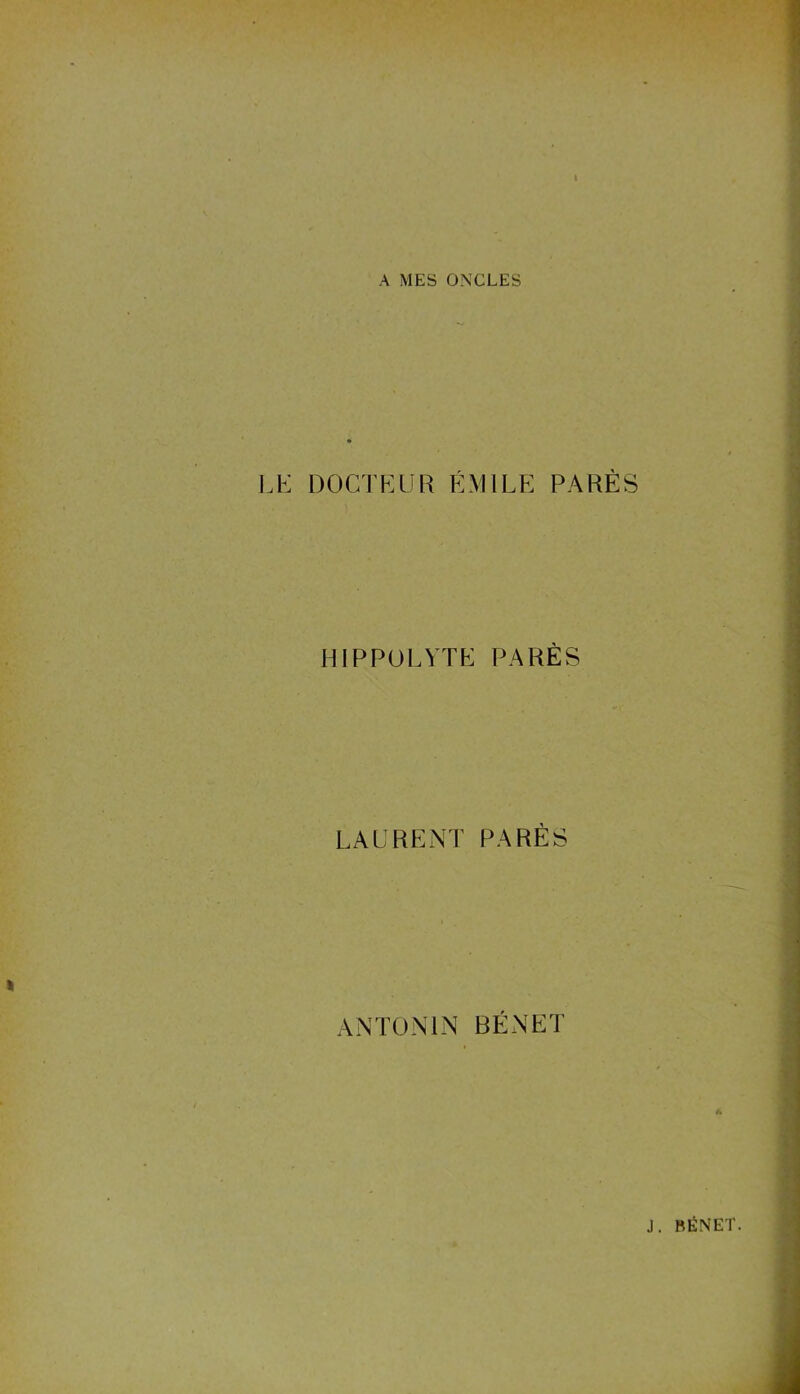 A MES ONCLES
LE DOCTEUR ÉMILE PARÈS
HIPPOLYTE PARÈS
LAURENT PARÈS
ANTONIN BÉNET
J. BÉNET.